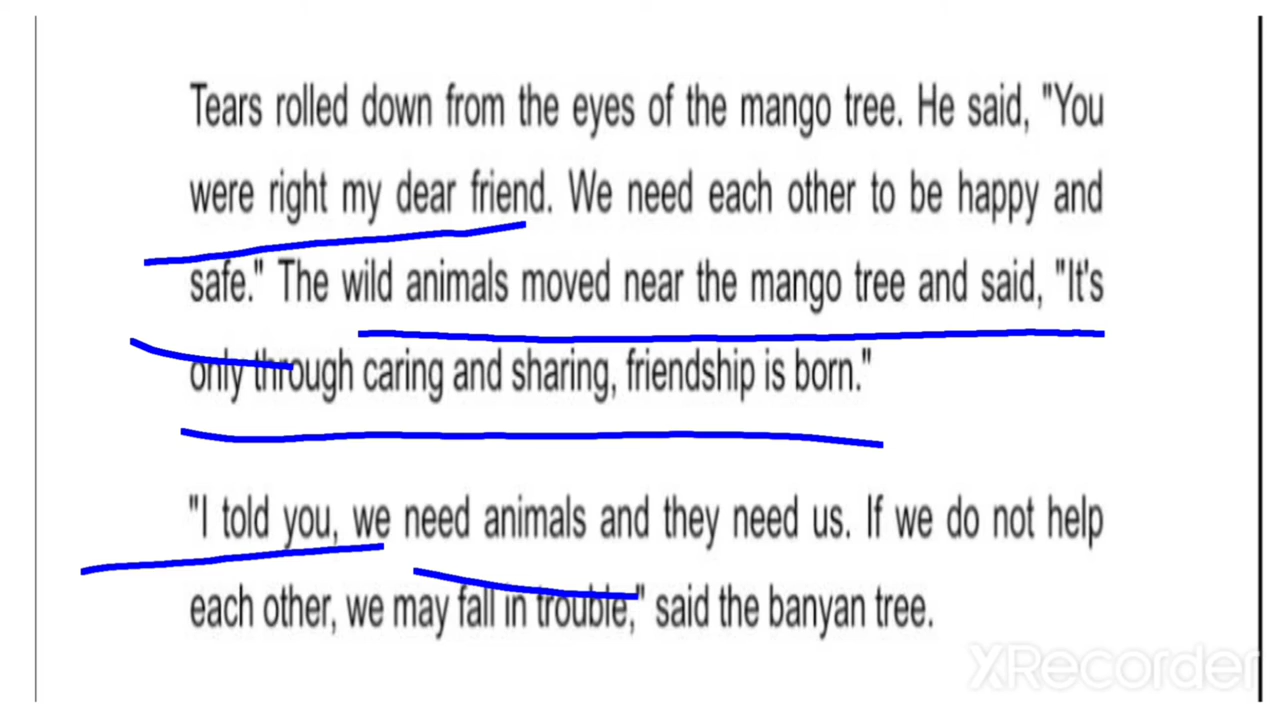 Tears rolled down from the eyes of the mango tree. He said, "You
were right my dear friend. We need each other to be happy and
safe." The wild animals moved near the mango tree and said, "It's
only through caring and sharing, friendship is born."
"I told you, we need animals and they need us. If we do not help
each other, we may fall in trouble," said the banyan tree.
XRecorder